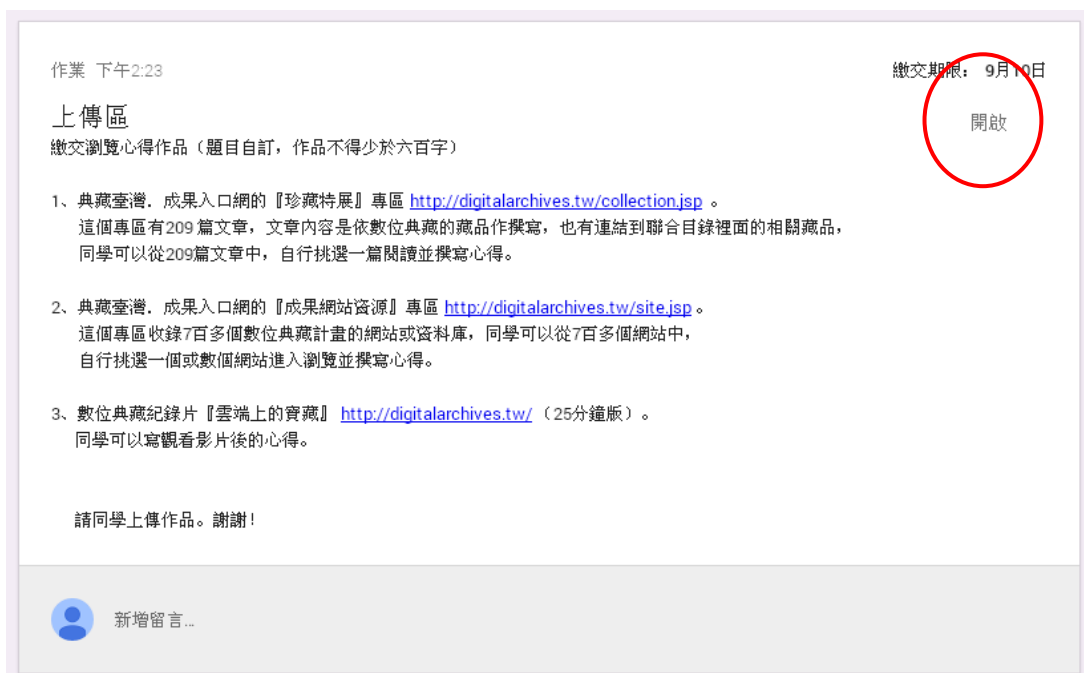 作業 下午2:23
繳交期限： 9月10日
上傳區
開啟
繳交瀏覽心得作品（題目自訂，作品不得少於六百字）
1、典藏臺灣．成果入口網的『珍藏特展』專區 http://digitalarchives.tw/collection.jsp 。
這個專區有209 篇文章，文章內容是依數位典藏的藏品作撰寫，也有連結到聯合目錄裡面的相關藏品，
同學可以從209篇文章中，自行挑選一篇閱讀並撰寫心得。
2、典藏臺灣．成果入口網的『成果網站資源』專區 http://digitalarchives.tw/site.jsp 。
這個專區收錄7百多個數位典藏計畫的網站或資料庫，同學可以從7百多個網站中，
自行挑選一個或數個網站進入瀏覽並撰寫心得。
3、數位典藏紀錄片『雲端上的寶藏』 http://digitalarchives.tw/ （25分鐘版）。
同學可以寫觀看影片後的心得。
請同學上傳作品。謝謝！
新增留言...